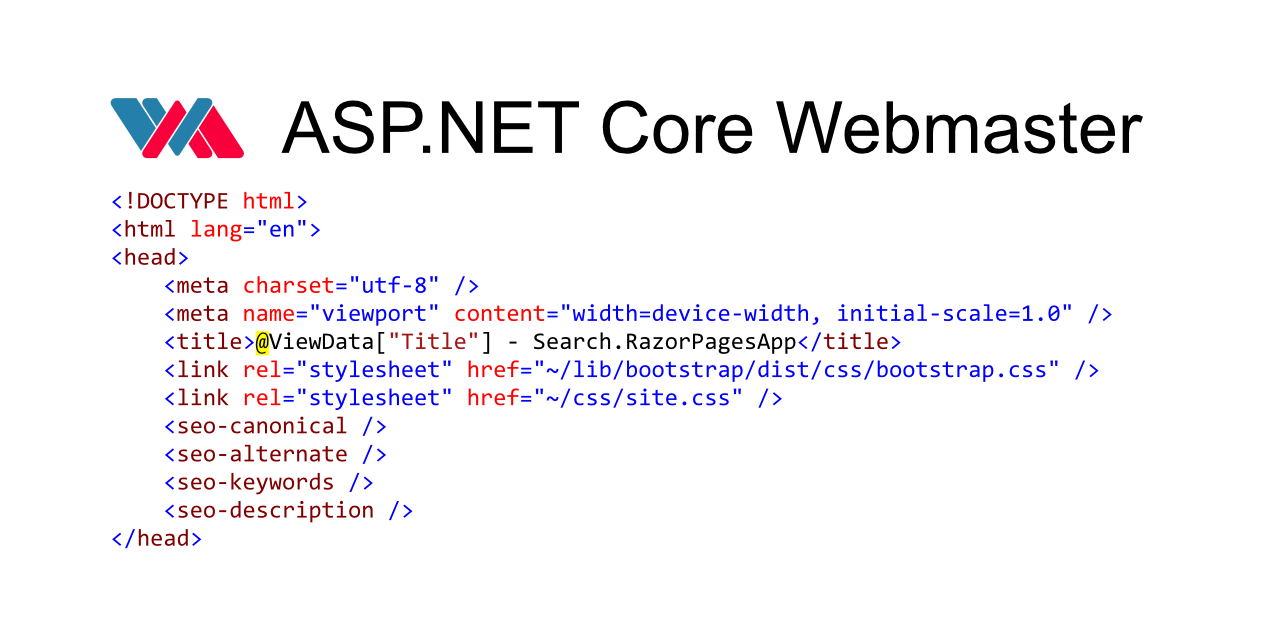 ASP.NET Core Webmaster
<!DOCTYPE html>
<html lang="en">
<head>
    <meta charset="utf-8" />
    <meta name="viewport" content="width=device-width, initial-scale=1.0" />
    <title>@ViewData["Title"] - Search.RazorPagesApp</title>
    <link rel="stylesheet" href="~/lib/bootstrap/dist/css/bootstrap.css" />
    <link rel="stylesheet" href="~/css/site.css" />
    <seo-canonical />
    <seo-alternate />
    <seo-keywords />
    <seo-description />
</head>